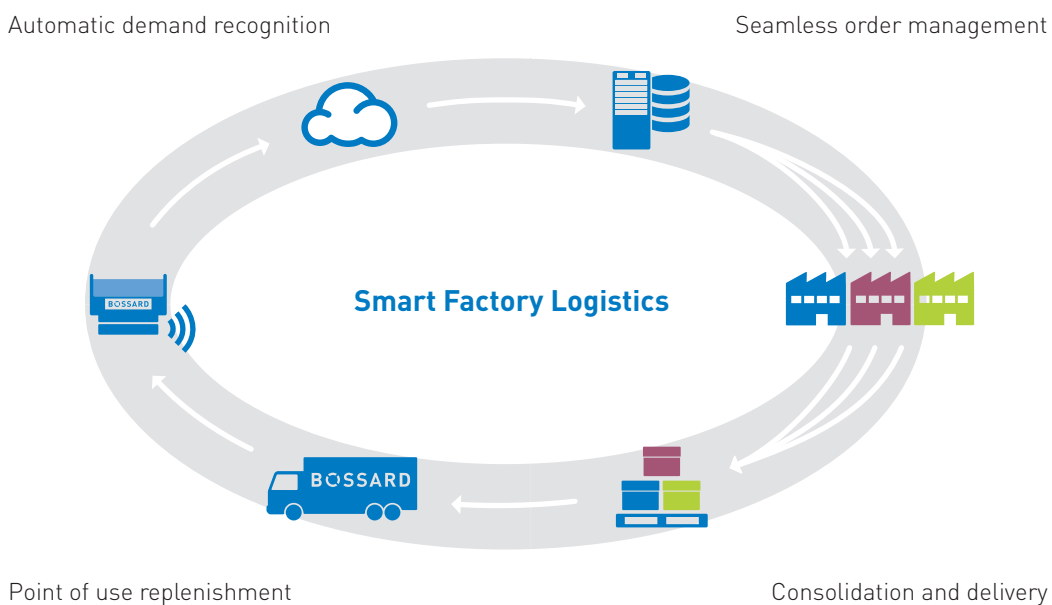 Automatic demand recognition
Seamless order management
BOSSARD
Smart Factory Logistics
BOSSARD
Point of use replenishment
Consolidation and delivery